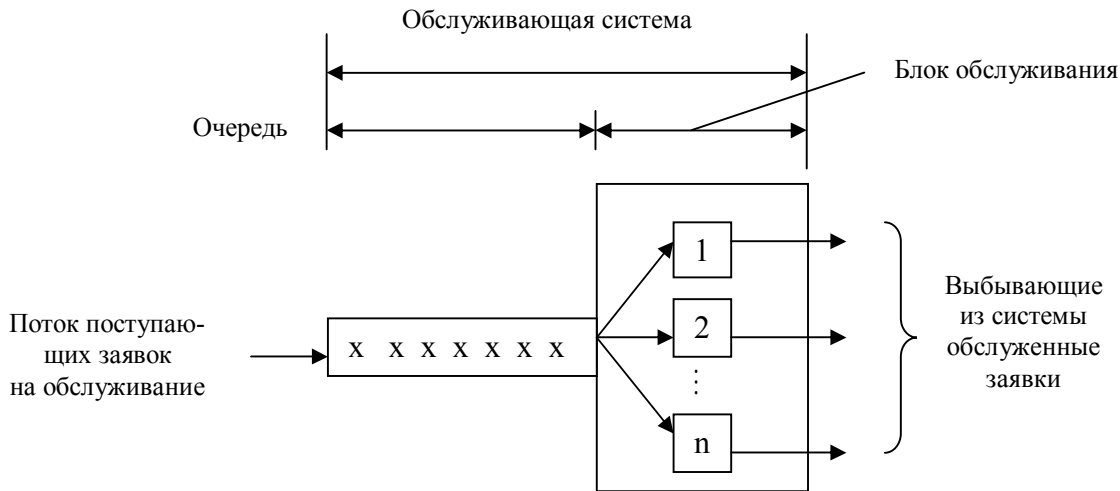 Обслуживающая система
Блок обслуживания
Очередь
Поток поступаю-
щих заявок
на обслуживание
x x x x x x x
1
2
⋮
n
Выбывающие
из системы
обслуженные
заявки